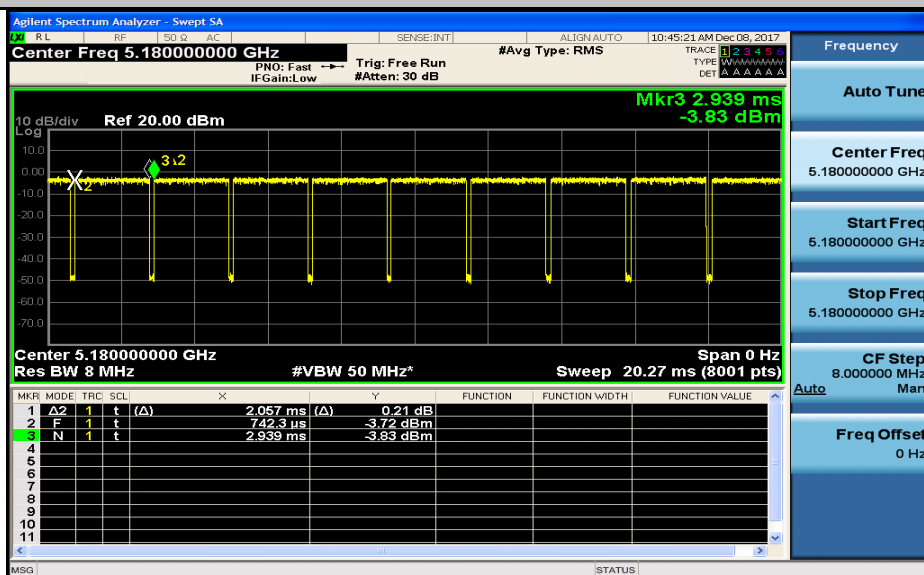 Agilent Spectrum Analyzer - Swept SA
LXI RL RF 50 Ω AC SENSE:INT ALIGN AUTO 10:45:21 AM Dec 08, 2017
Center Freq 5.180000000 GHz
PNO: Fast
IFGain:Low
Trig: Free Run
#Atten: 30 dB
#Avg Type: RMS
TRACE 1 2 3 4 5 6
TYPE WWWWWW
DET A A A A A A
Mkr3 2.939 ms
-3.83 dBm
10 dB/div Ref 20.00 dBm
Log
10.0
0.00
-10.0
-20.0
-30.0
-40.0
-50.0
-60.0
-70.0
2
3 1Δ2
Center 5.180000000 GHz Span 0 Hz
Res BW 8 MHz #VBW 50 MHz* Sweep 20.27 ms (8001 pts)
MKR MODE TRC SCL X Y FUNCTION FUNCTION WIDTH FUNCTION VALUE
1 Δ2 1 t (Δ) 2.057 ms (Δ) 0.21 dB
2 F 1 t 742.3 µs -3.72 dBm
3 N 1 t 2.939 ms -3.83 dBm
4
5
6
7
8
9
10
11
MSG STATUS
Frequency
Auto Tune
Center Freq
5.180000000 GHz
Start Freq
5.180000000 GHz
Stop Freq
5.180000000 GHz
CF Step
8.000000 MHz
Auto Man
Freq Offset
0 Hz